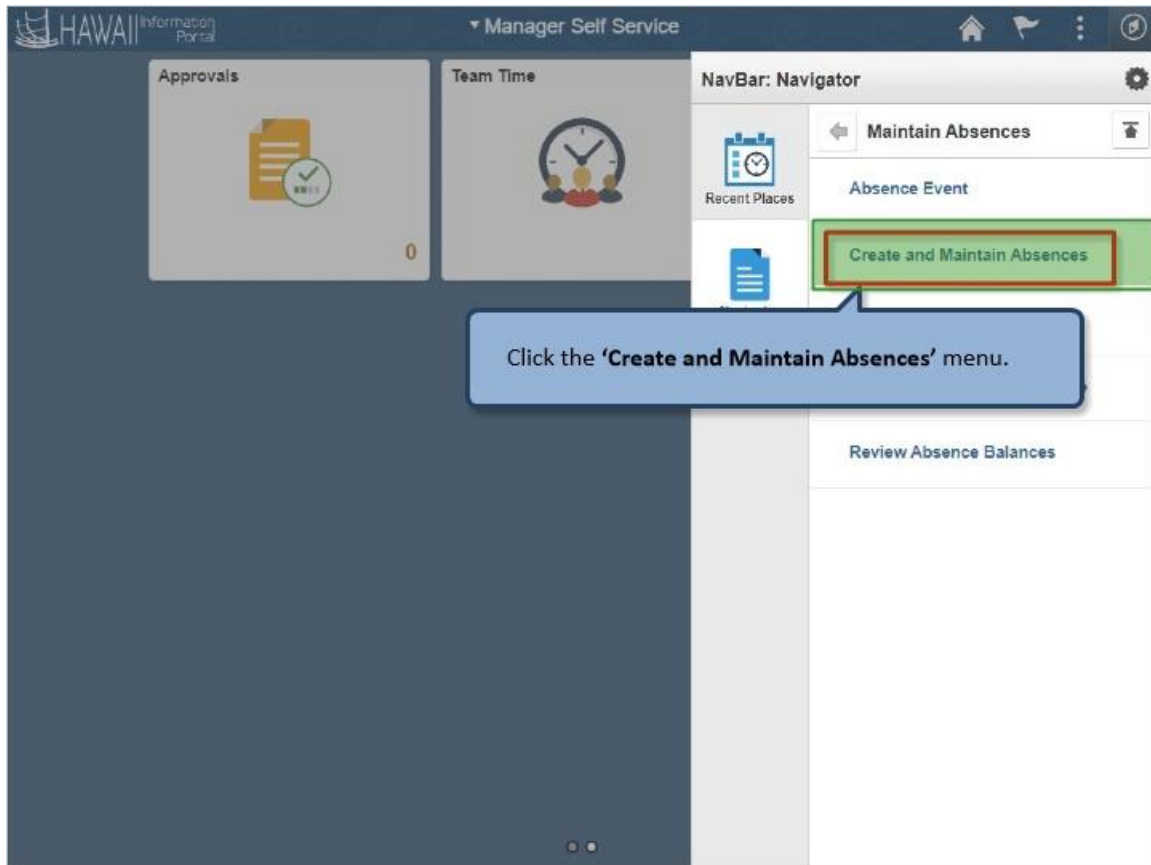 HAWAII Information Portal
Manager Self Service
Approvals
0
Team Time
NavBar: Navigator
Recent Places
Maintain Absences
Absence Event
Create and Maintain Absences
Click the ‘Create and Maintain Absences’ menu.
Review Absence Balances